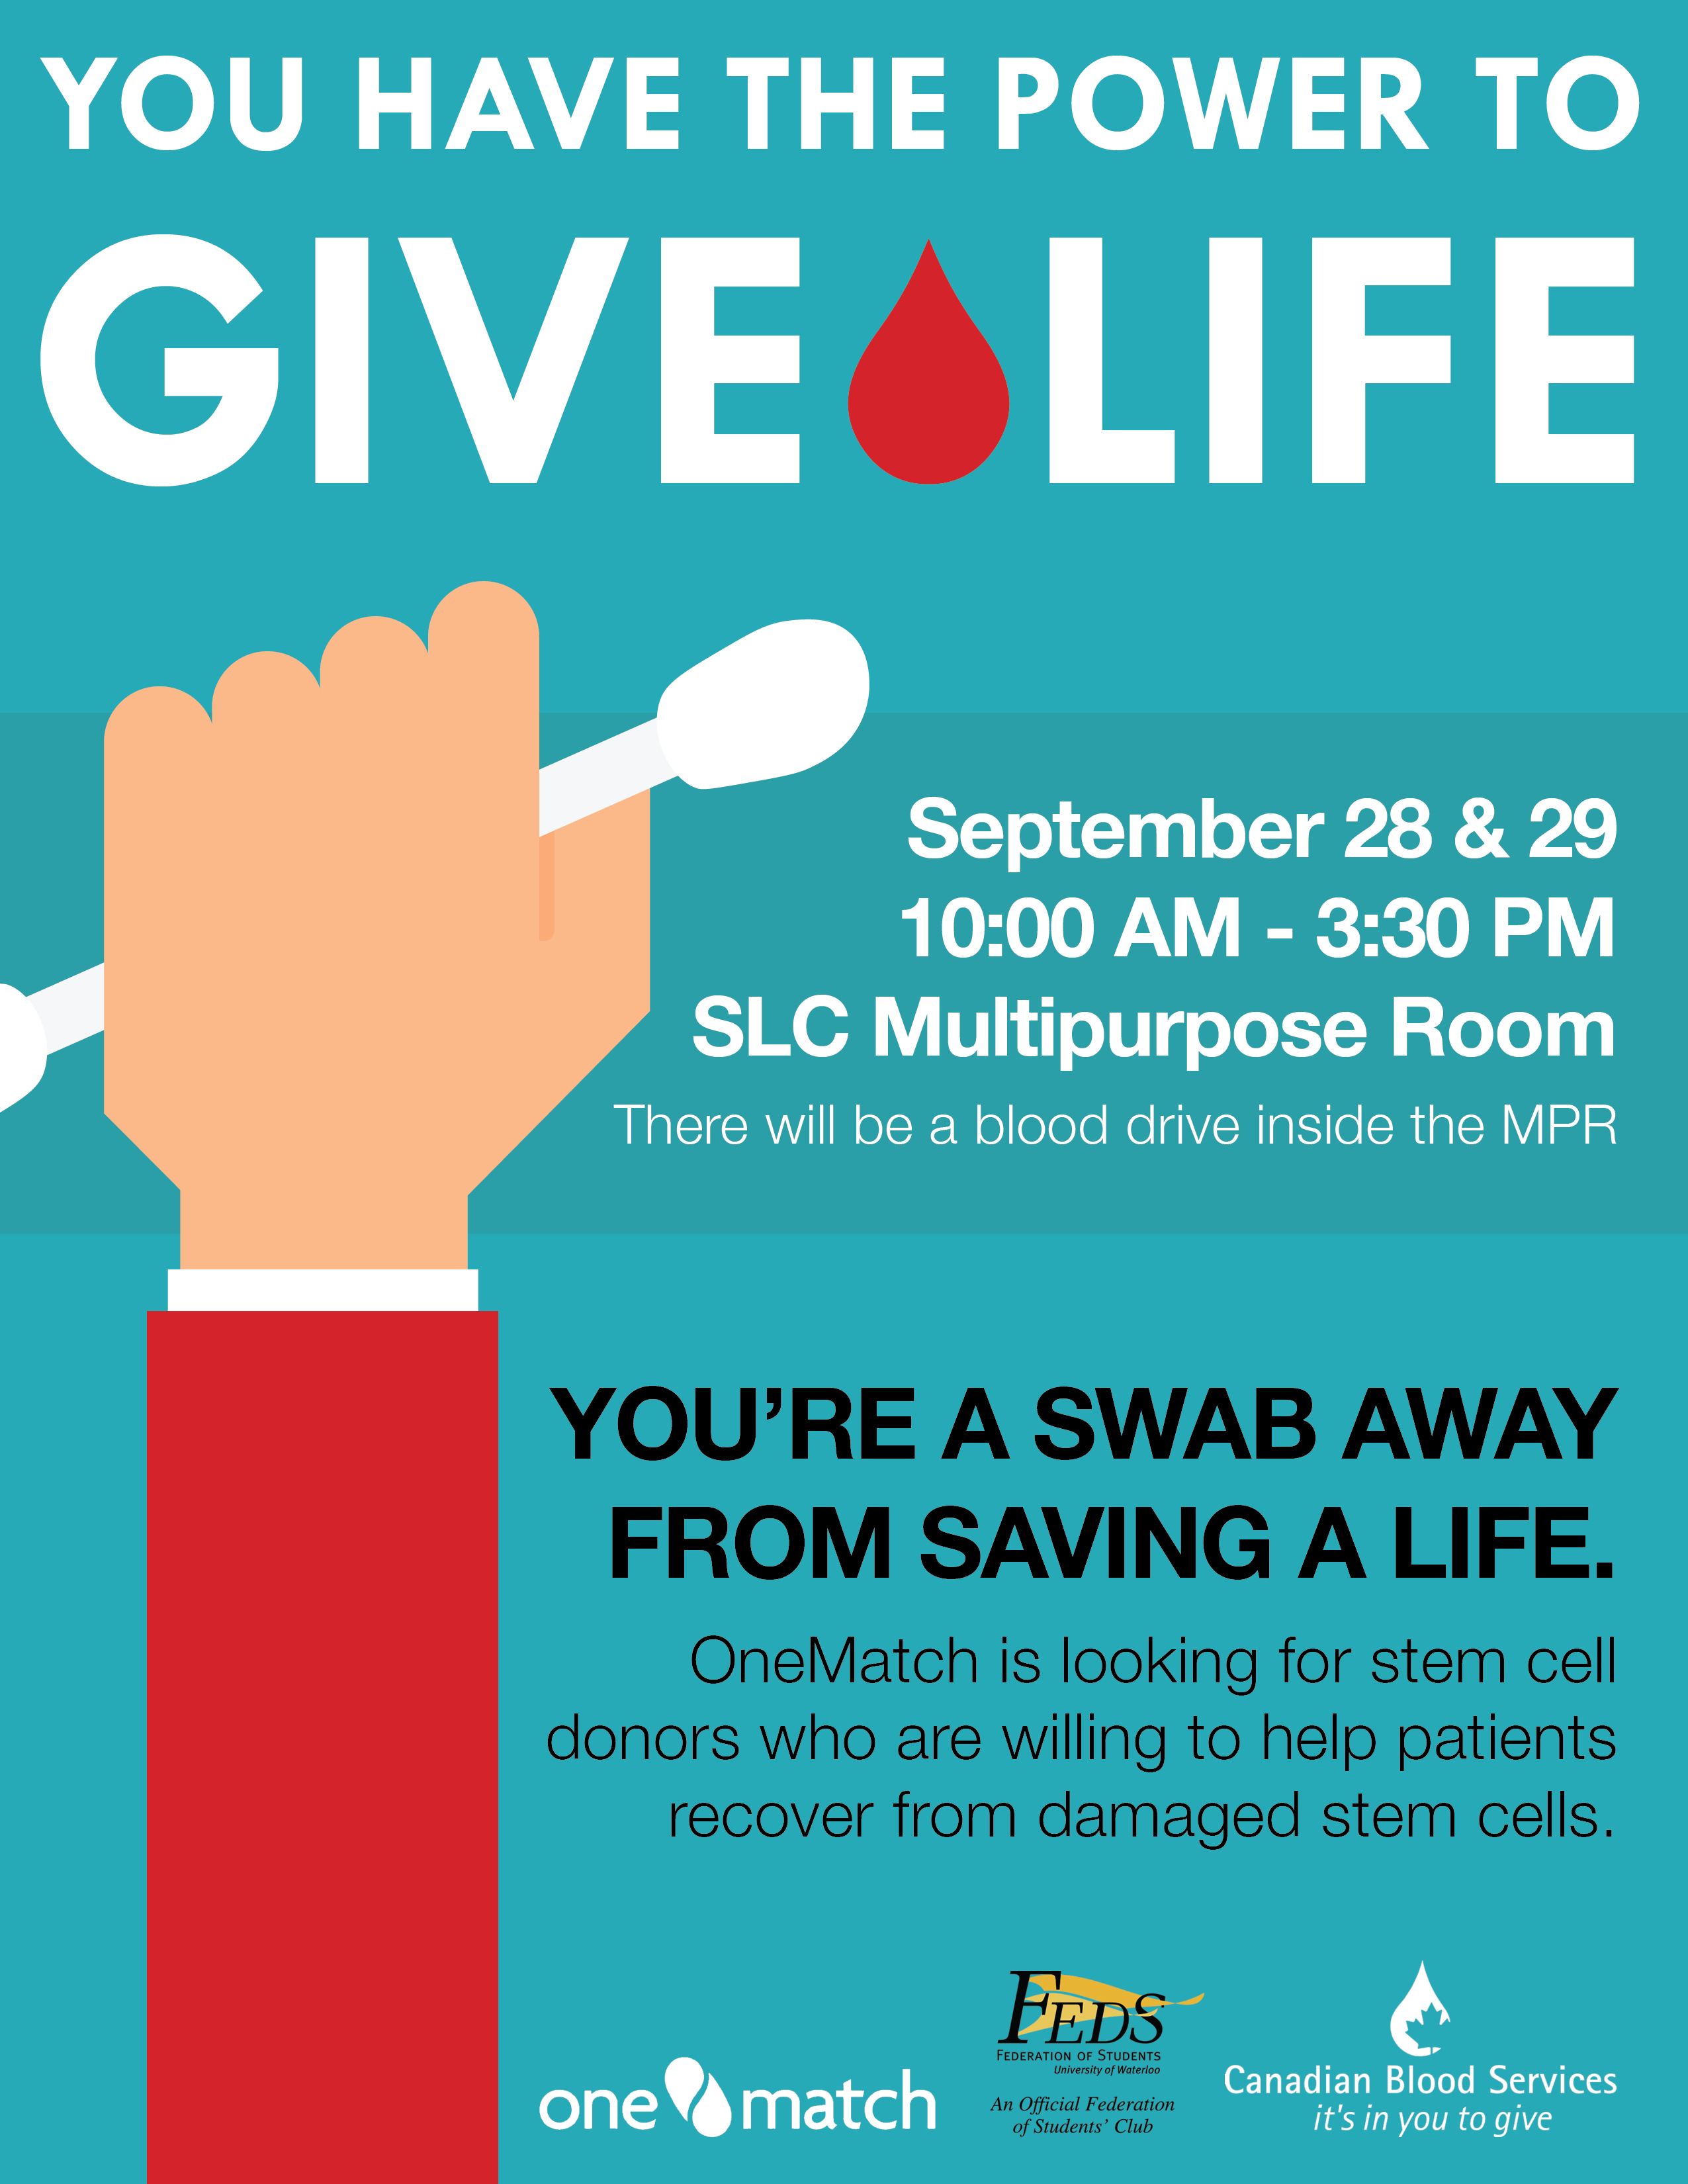 YOU HAVE THE POWER TO
GIVE LIFE
September 28 & 29
10:00 AM - 3:30 PM
SLC Multipurpose Room
There will be a blood drive inside the MPR
YOU'RE A SWAB AWAY
FROM SAVING A LIFE.
OneMatch is looking for stem cell
donors who are willing to help patients
recover from damaged stem cells.
one match
FEDS
FEDERATION OF STUDENTS
University of Waterloo
An Official Federation
of Students' Club
Canadian Blood Services
it's in you to give